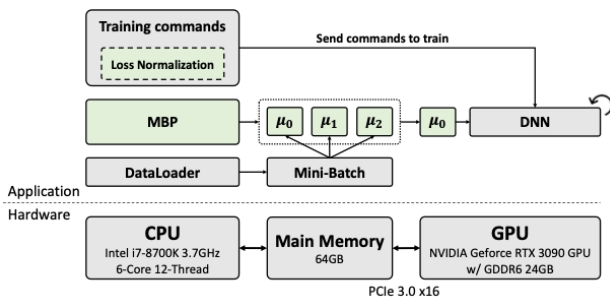 Training commands
Loss Normalization
Send commands to train
MBP
μ0 μ1 μ2
μ0
DNN
DataLoader
Mini-Batch
Application
Hardware
CPU
Intel i7-8700K 3.7GHz
6-Core 12-Thread
Main Memory
64GB
GPU
NVIDIA Geforce RTX 3090 GPU
w/ GDDR6 24GB
PCIe 3.0 x16